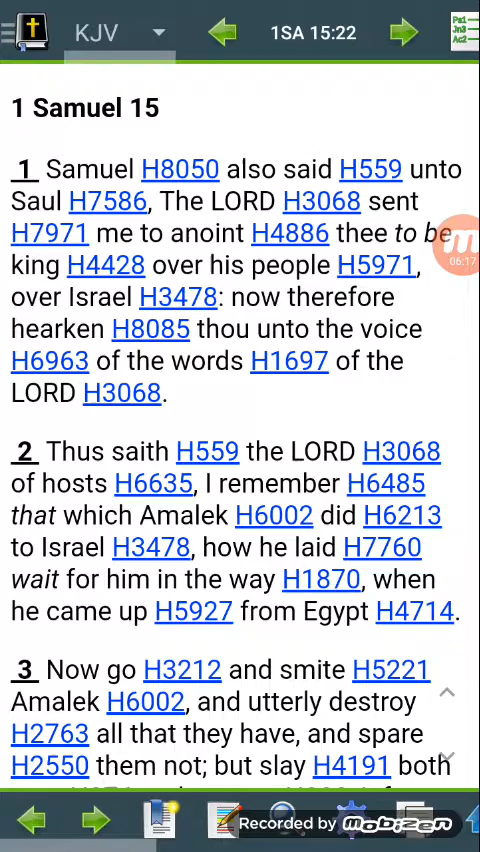 KJV
1SA 15:22
Ps1
Jn3
Ac2
1 Samuel 15
1 Samuel H8050 also said H559 unto
Saul H7586, The LORD H3068 sent
H7971 me to anoint H4886 thee to be
king H4428 over his people H5971,
06:17
over Israel H3478: now therefore
hearken H8085 thou unto the voice
H6963 of the words H1697 of the
LORD H3068.
2 Thus saith H559 the LORD H3068
of hosts H6635, I remember H6485
that which Amalek H6002 did H6213
to Israel H3478, how he laid H7760
wait for him in the way H1870, when
he came up H5927 from Egypt H4714.
3 Now go H3212 and smite H5221
Amalek H6002, and utterly destroy
H2763 all that they have, and spare
H2550 them not; but slay H4191 both
Recorded by mobizen